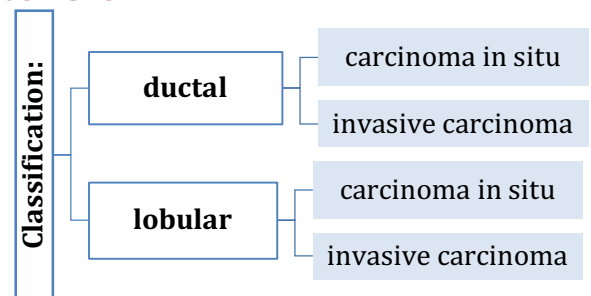 Classification:
ductal
carcinoma in situ
invasive carcinoma
lobular
carcinoma in situ
invasive carcinoma